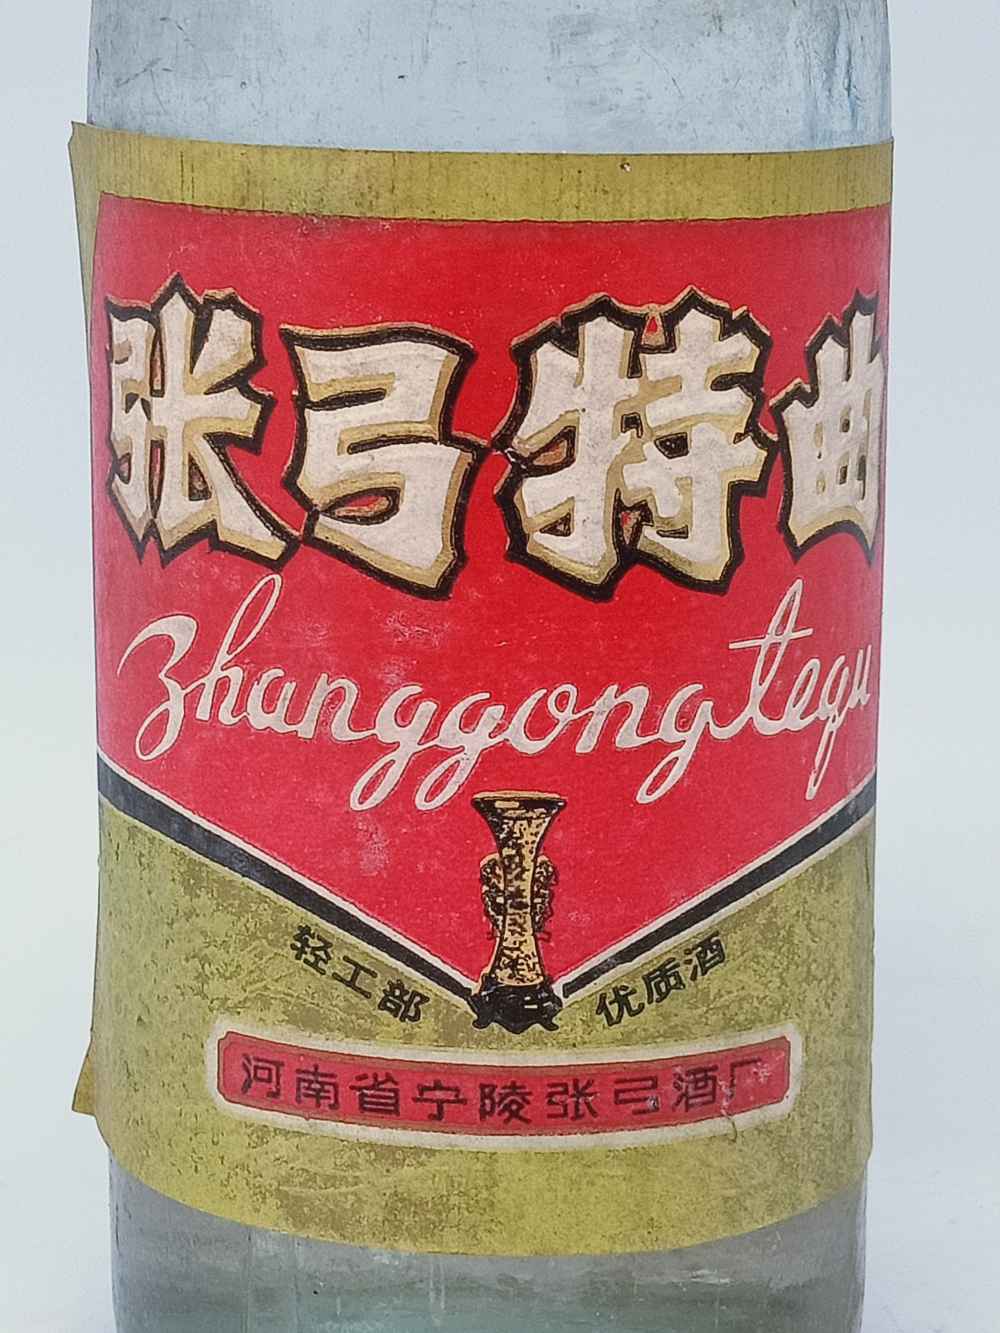 张弓特曲
Zhanggongtequ
轻工部 优质酒
河南省宁陵张弓酒厂